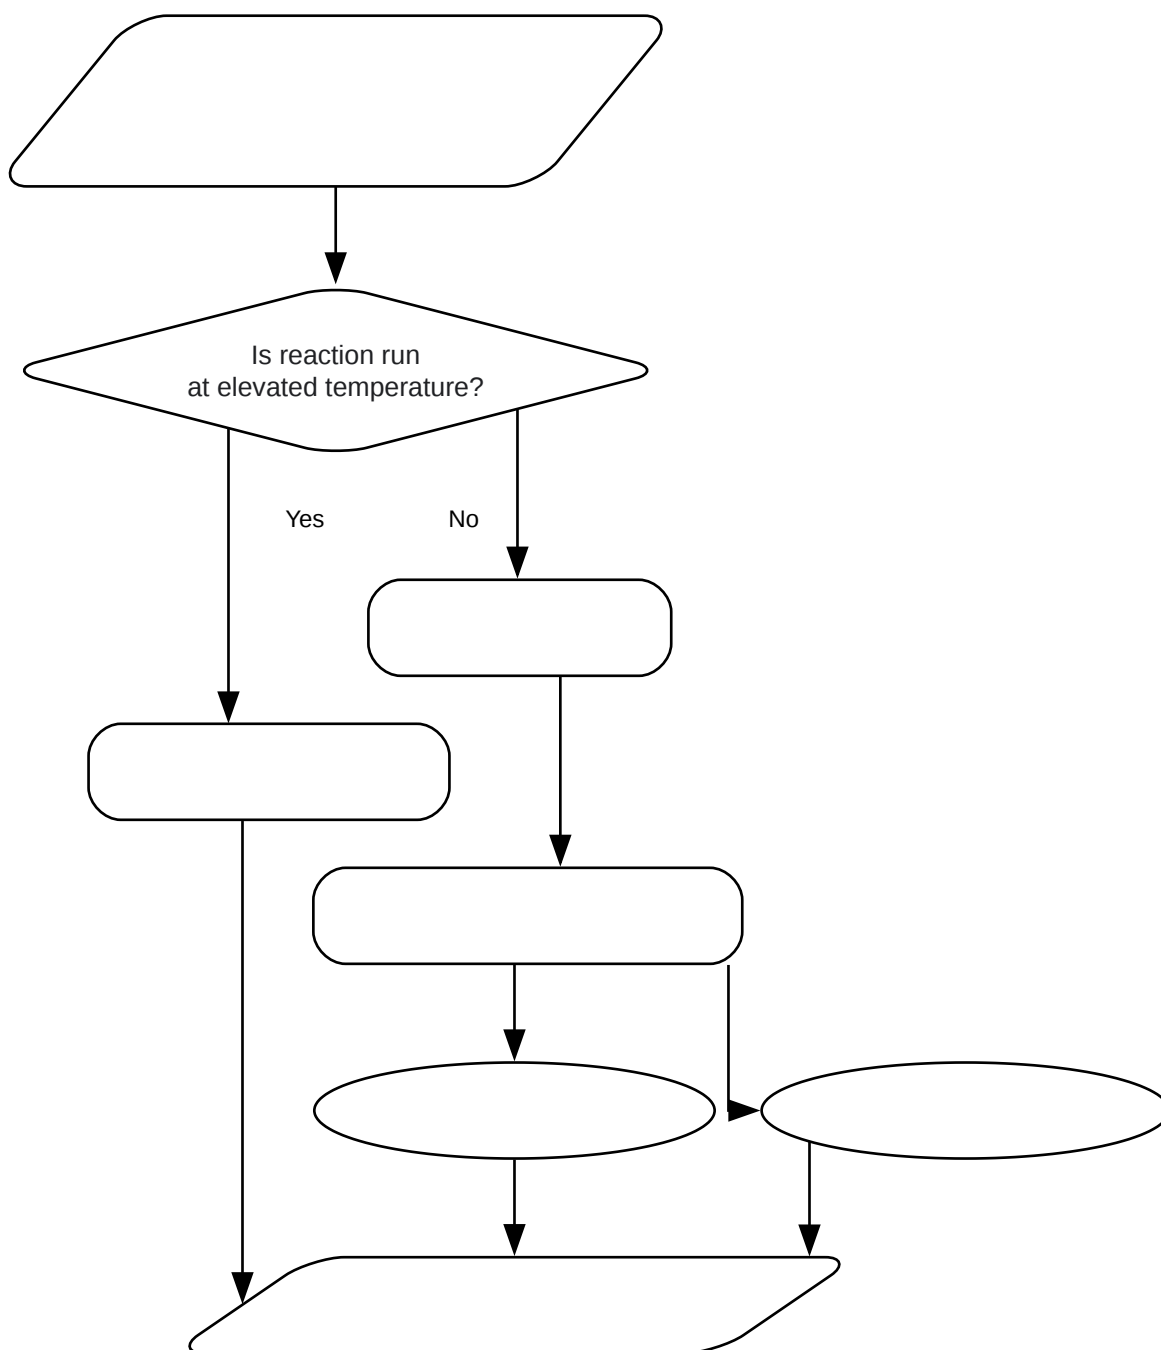 Is reaction run
at elevated temperature?
Yes
No